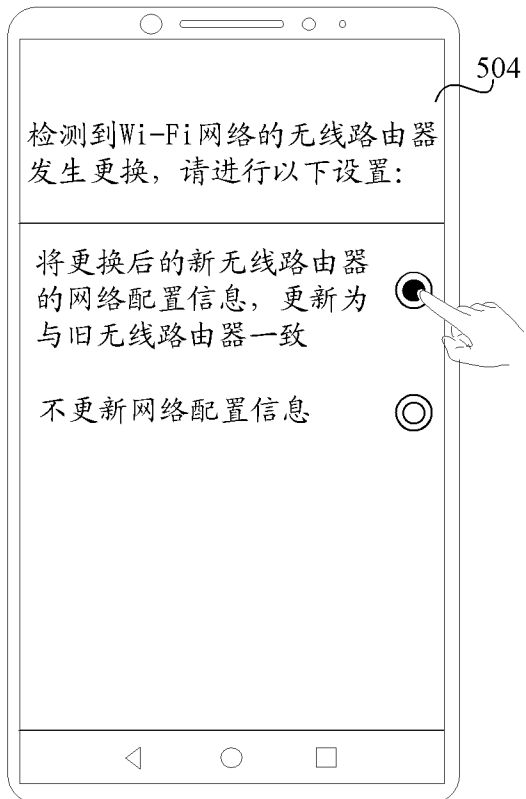 504
检测到Wi-Fi网络的无线路由器
发生更换，请进行以下设置：
将更换后的新无线路由器
的网络配置信息，更新为
与旧无线路由器一致
不更新网络配置信息